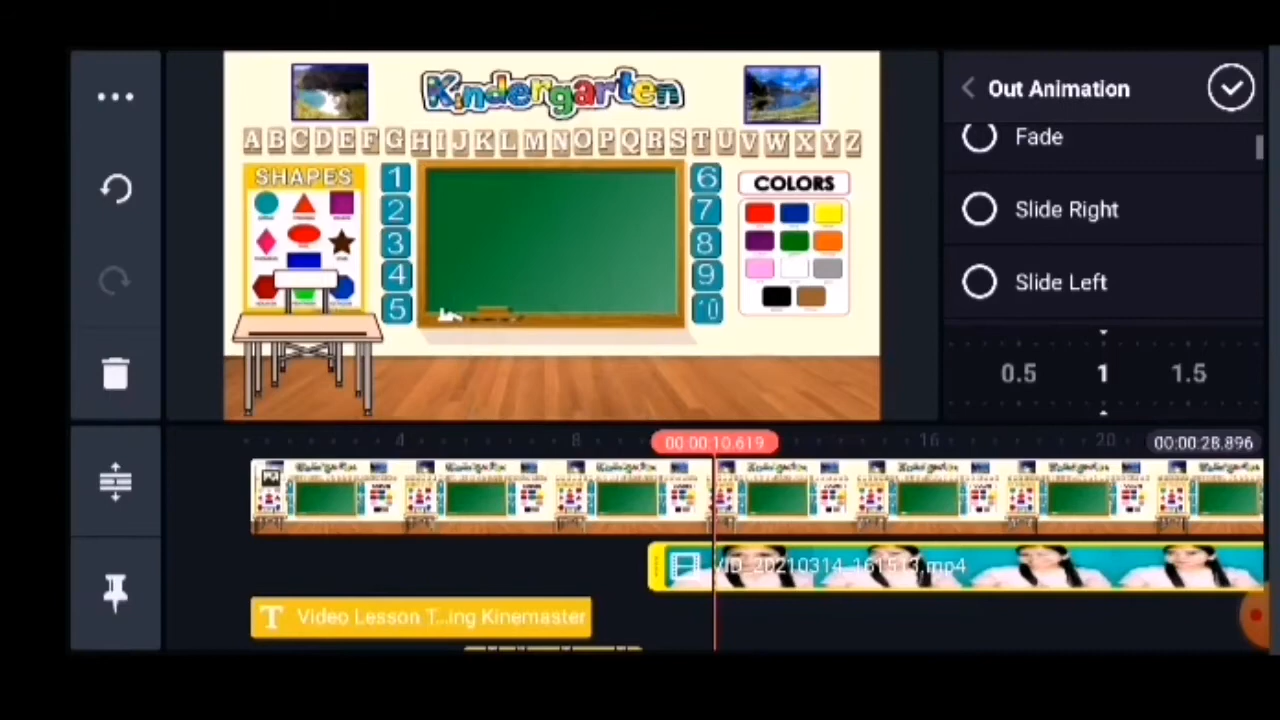 Out Animation
Kindergarten
A B C D E F G H I J K L M N O P Q R S T U V W X Y Z
Fade
SHAPES
1
2
3
4
5
6
7
8
9
10
COLORS
Slide Right
Slide Left
0.5 1 1.5
4 8 00:00:10.619 16 20 00:00:28.896
VID_20210314_161513.mp4
T Video Lesson T...ing Kinemaster